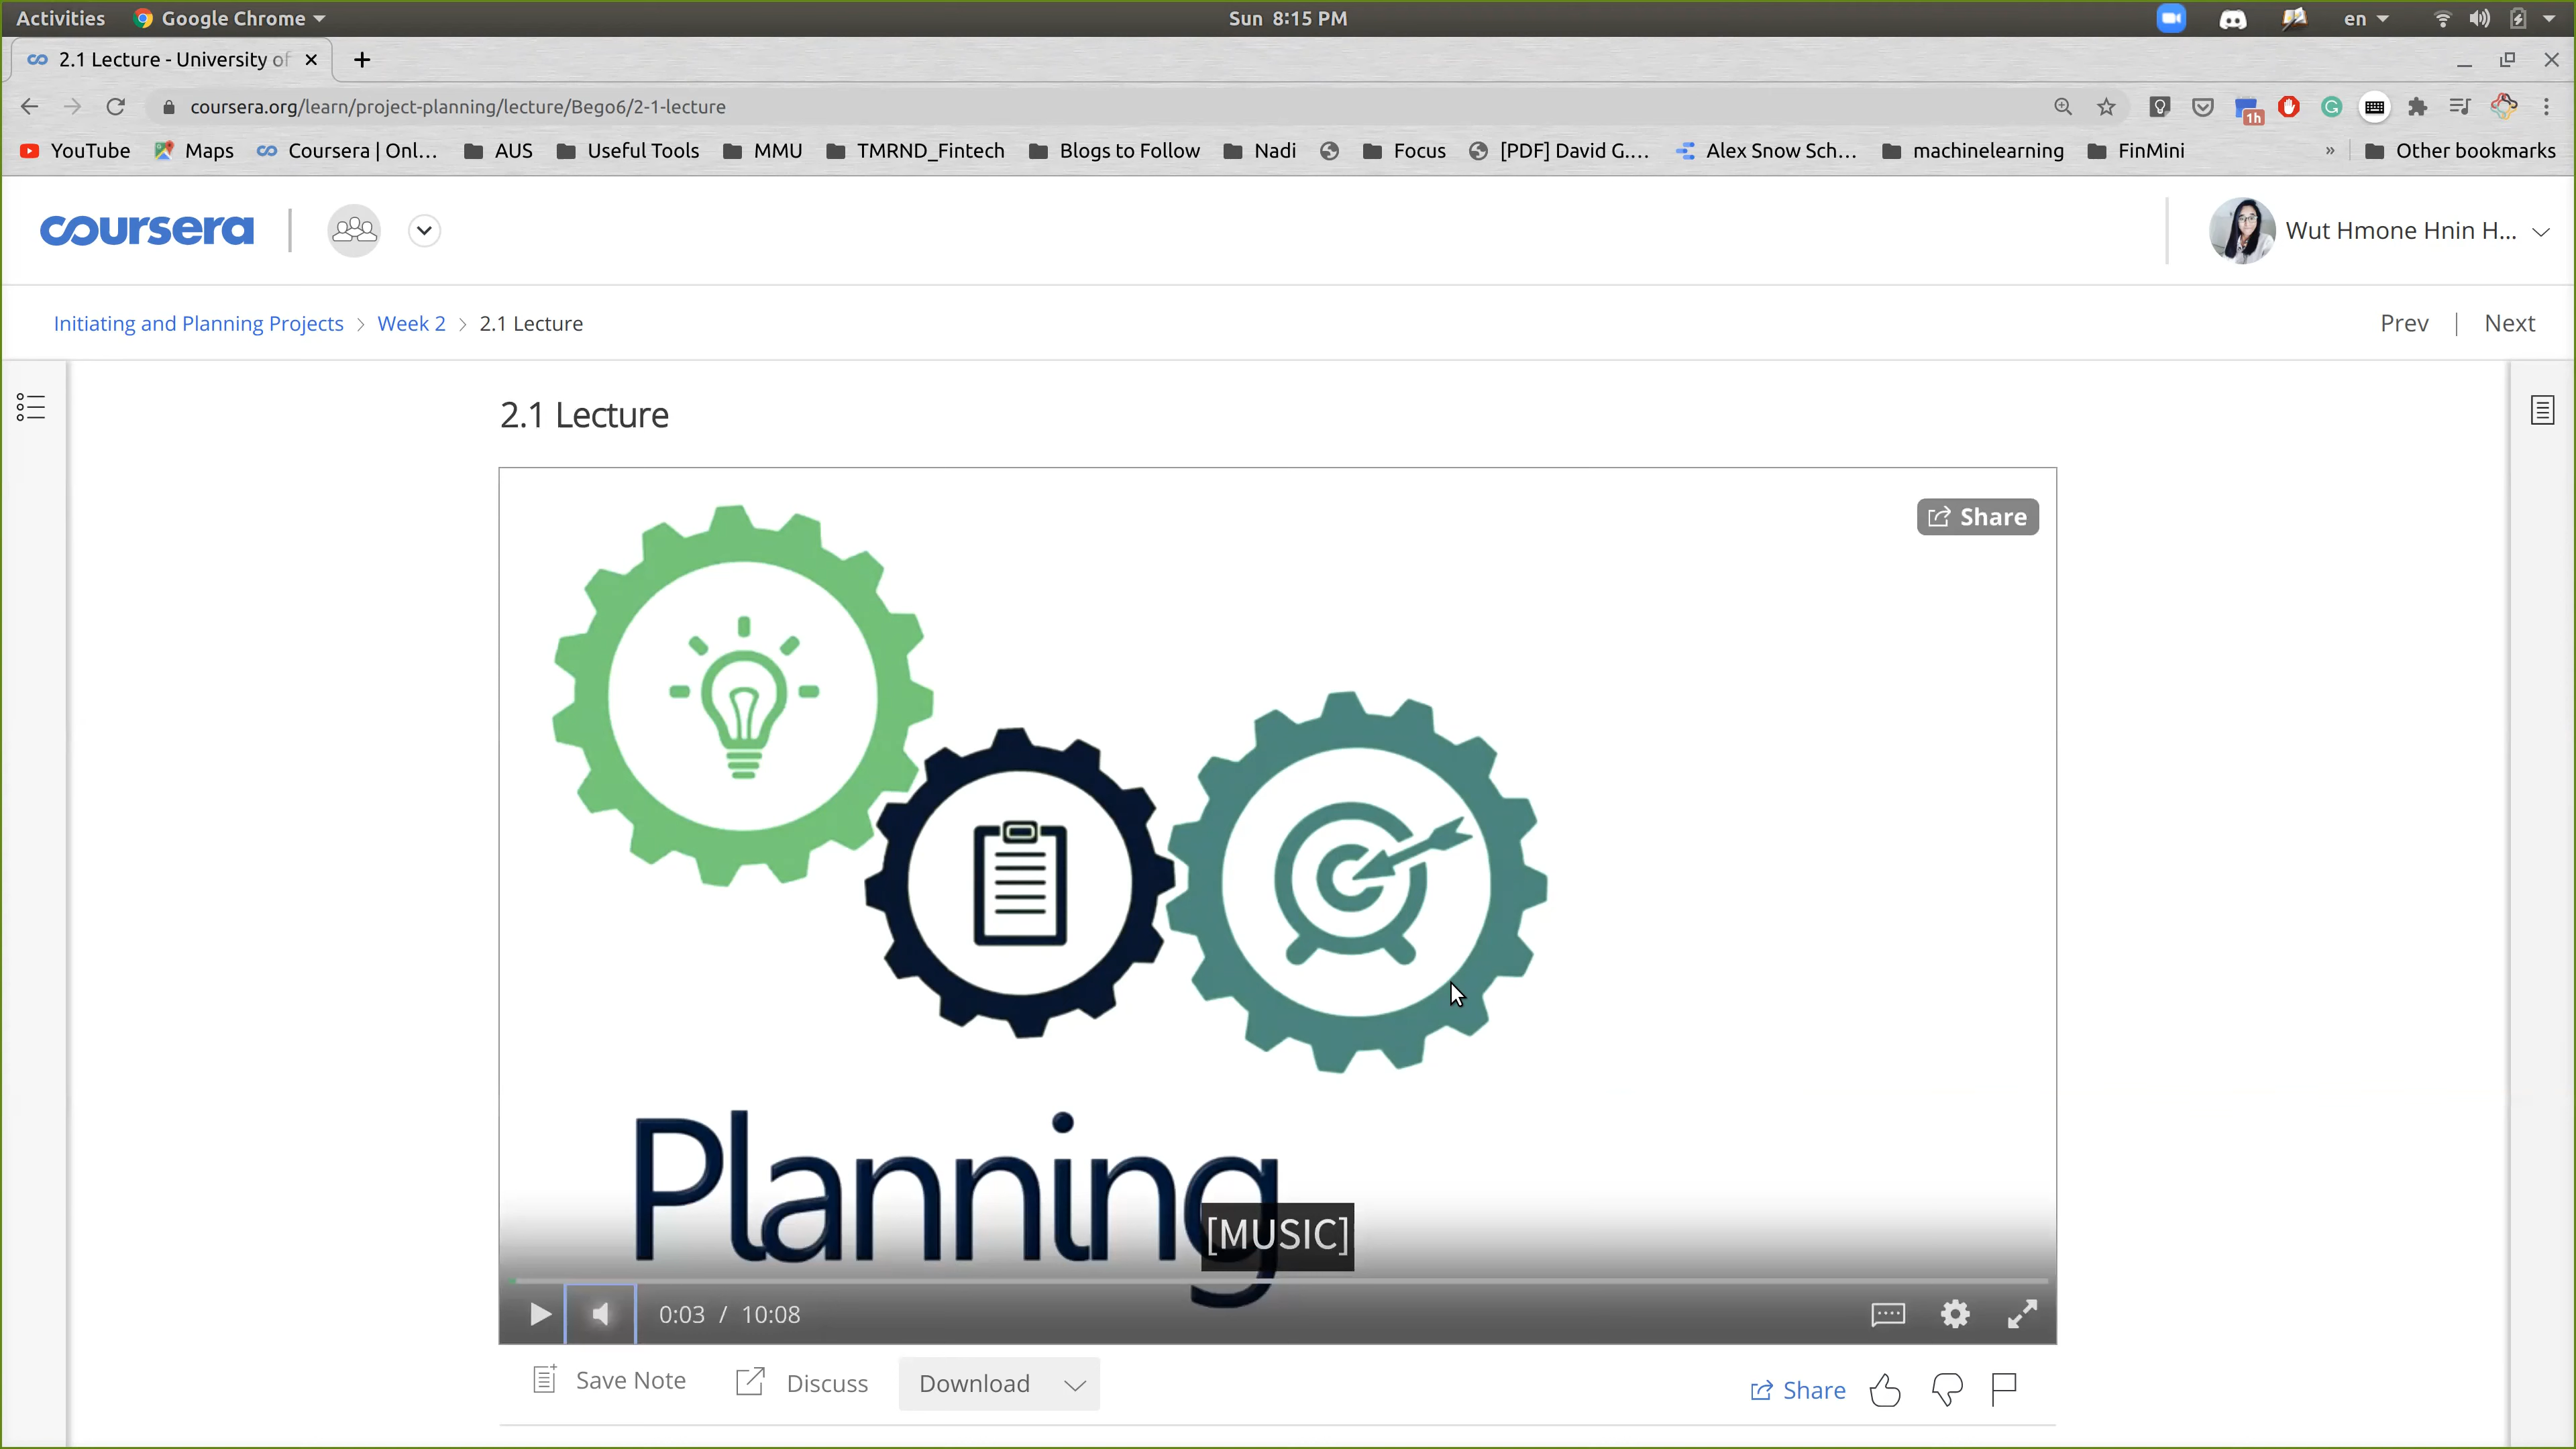 Activities Google Chrome Sun 8:15 PM en
2.1 Lecture - University of
coursera.org/learn/project-planning/lecture/Bego6/2-1-lecture 1h
YouTube Maps Coursera | Onl... AUS Useful Tools MMU TMRND_Fintech Blogs to Follow Nadi Focus [PDF] David G.... Alex Snow Sch... machinelearning FinMini » Other bookmarks
coursera Wut Hmone Hnin H...
Initiating and Planning Projects > Week 2 > 2.1 Lecture Prev | Next
2.1 Lecture
Share
Planning
[MUSIC]
0:03 / 10:08
Save Note Discuss Download Share